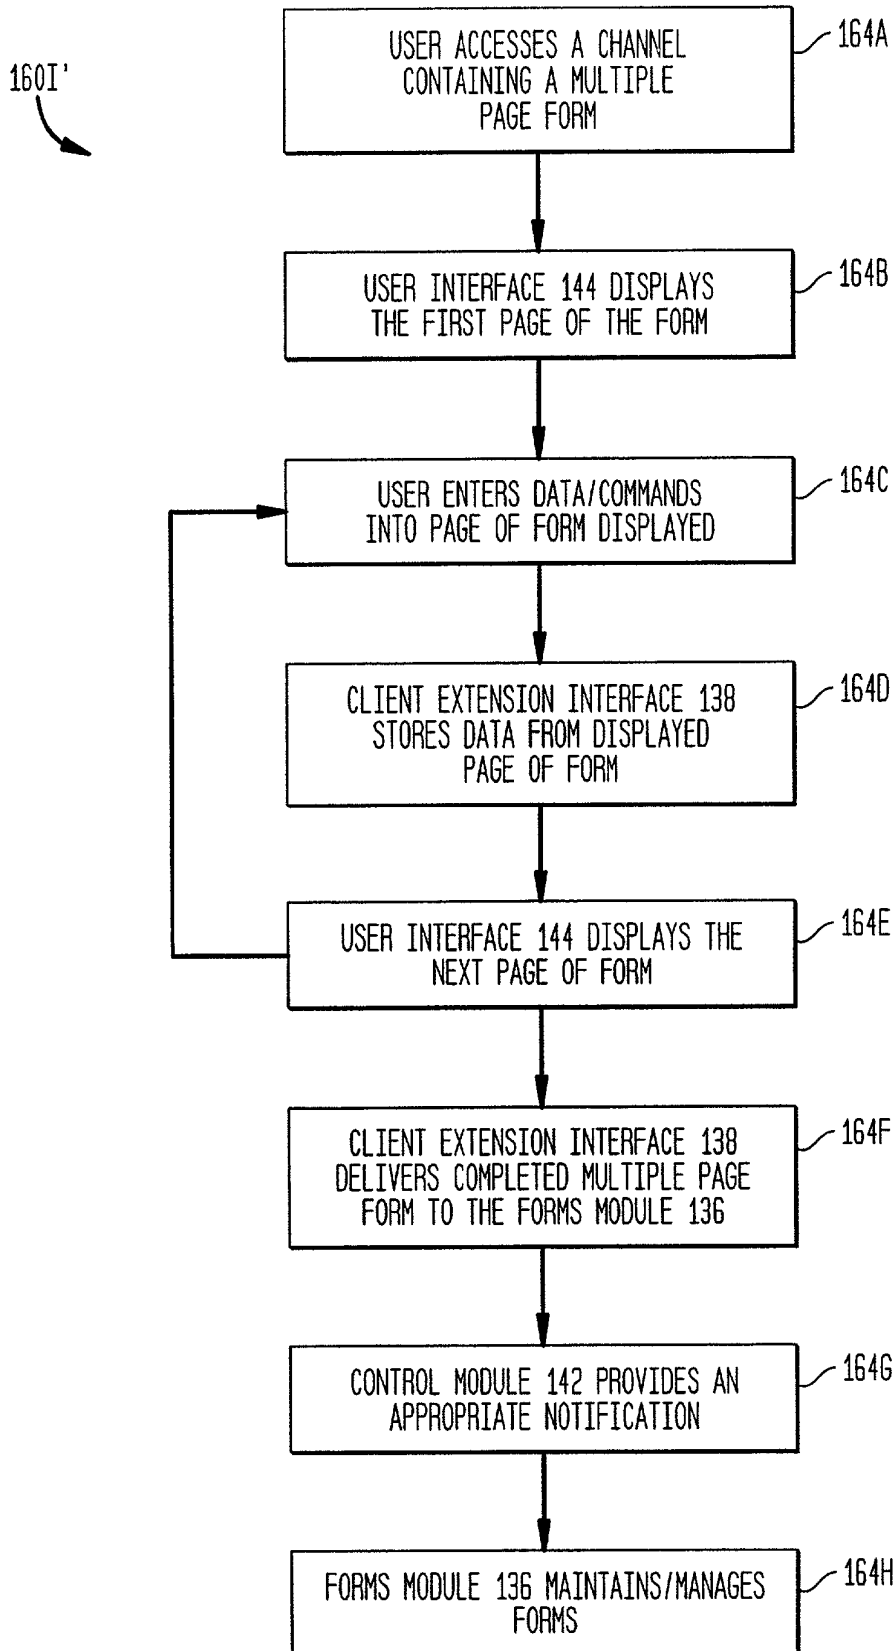 160I'
USER ACCESSES A CHANNEL
CONTAINING A MULTIPLE
PAGE FORM
164A
USER INTERFACE 144 DISPLAYS
THE FIRST PAGE OF THE FORM
164B
USER ENTERS DATA/COMMANDS
INTO PAGE OF FORM DISPLAYED
164C
CLIENT EXTENSION INTERFACE 138
STORES DATA FROM DISPLAYED
PAGE OF FORM
164D
USER INTERFACE 144 DISPLAYS THE
NEXT PAGE OF FORM
164E
CLIENT EXTENSION INTERFACE 138
DELIVERS COMPLETED MULTIPLE PAGE
FORM TO THE FORMS MODULE 136
164F
CONTROL MODULE 142 PROVIDES AN
APPROPRIATE NOTIFICATION
164G
FORMS MODULE 136 MAINTAINS/MANAGES
FORMS
164H